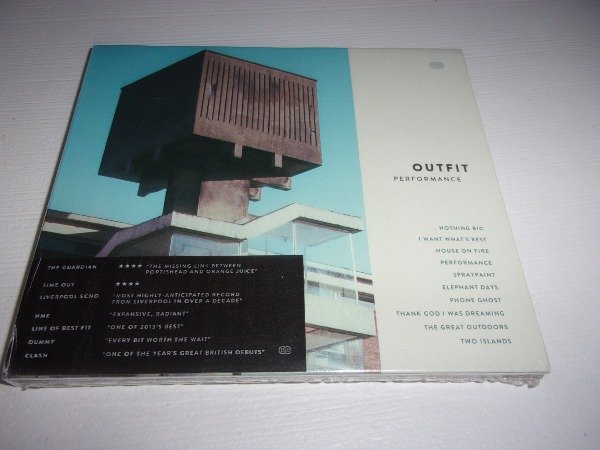 OUTFIT
PERFORMANCE
NOTHING BIG
I WANT WHAT'S BEST
HOUSE ON FIRE
PERFORMANCE
SPRAYPAINT
ELEPHANT DAYS
PHONE GHOST
THANK GOD I WAS DREAMING
THE GREAT OUTDOORS
TWO ISLANDS
THE GUARDIAN ★★★★ "THE MISSING LINK BETWEEN
PORTISHEAD AND ORANGE JUICE"
TIME OUT ★★★★
LIVERPOOL ECHO "MOST HIGHLY-ANTICIPATED RECORD
FROM LIVERPOOL IN OVER A DECADE"
NME "EXPANSIVE, RADIANT"
LINE OF BEST FIT "ONE OF 2013'S BEST"
DUMMY "EVERY BIT WORTH THE WAIT"
CLASH "ONE OF THE YEAR'S GREAT BRITISH DEBUTS"